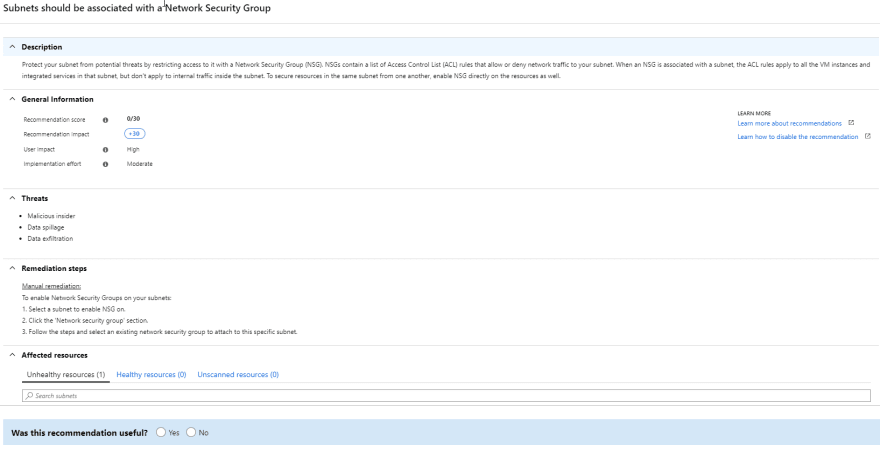 Subnets should be associated with a Network Security Group
Description
Protect your subnet from potential threats by restricting access to it with a Network Security Group (NSG). NSGs contain a list of Access Control List (ACL) rules that allow or deny network traffic to your subnet. When an NSG is associated with a subnet, the ACL rules apply to all the VM instances and
integrated services in that subnet, but don't apply to internal traffic inside the subnet. To secure resources in the same subnet from one another, enable NSG directly on the resources as well.
General Information
Recommendation score 0/30
Recommendation impact +30
User impact High
Implementation effort Moderate
LEARN MORE
Learn more about recommendations
Learn how to disable the recommendation
Threats
• Malicious insider
• Data spillage
• Data exfiltration
Remediation steps
Manual remediation:
To enable Network Security Groups on your subnets:
1. Select a subnet to enable NSG on.
2. Click the 'Network security group' section.
3. Follow the steps and select an existing network security group to attach to this specific subnet.
Affected resources
Unhealthy resources (1) Healthy resources (0) Unscanned resources (0)
Search subnets
Was this recommendation useful? Yes No